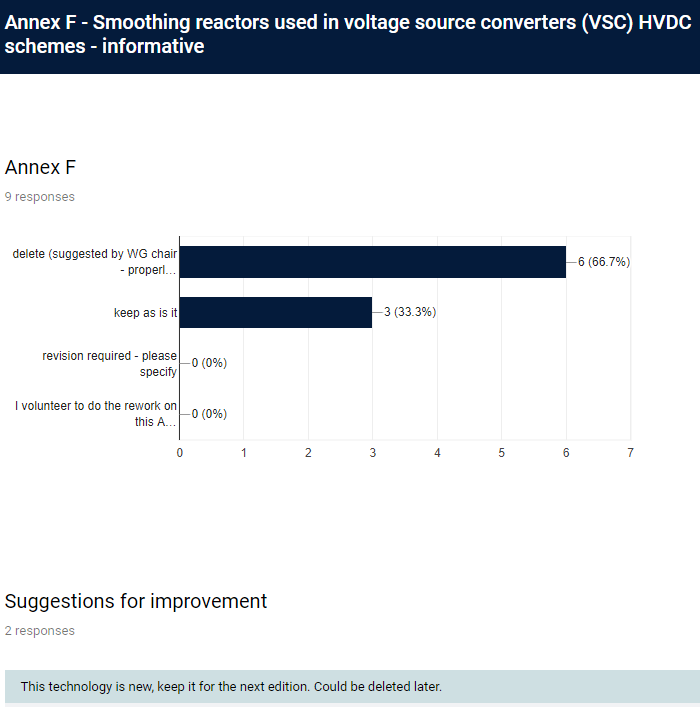 Annex F - Smoothing reactors used in voltage source converters (VSC) HVDC
schemes - informative
Annex F
9 responses
delete (suggested by WG chair
- properl...
6 (66.7%)
keep as is it
3 (33.3%)
revision required - please
specify
0 (0%)
I volunteer to do the rework on
this A...
0 (0%)
0 1 2 3 4 5 6 7
Suggestions for improvement
2 responses
This technology is new, keep it for the next edition. Could be deleted later.